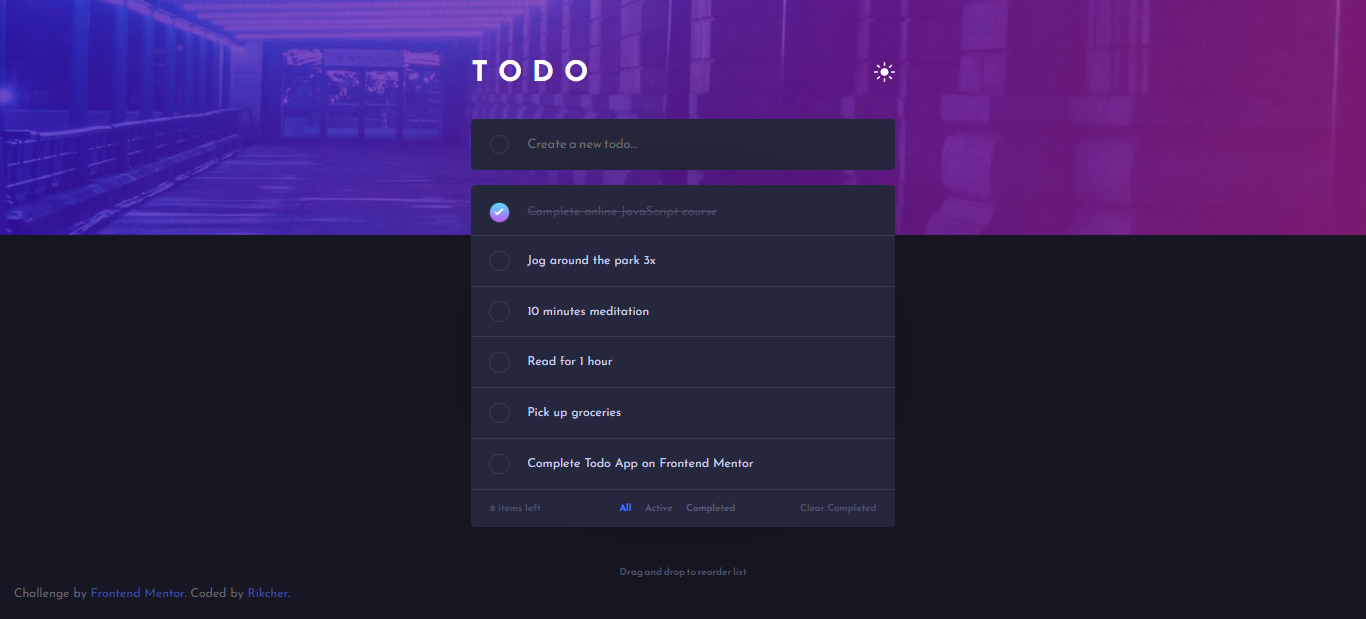 TODO
Create a new todo...
Complete online JavaScript course
Jog around the park 3x
10 minutes meditation
Read for 1 hour
Pick up groceries
Complete Todo App on Frontend Mentor
6 items left All Active Completed Clear Completed
Drag and drop to reorder list
Challenge by Frontend Mentor. Coded by Rikcher.